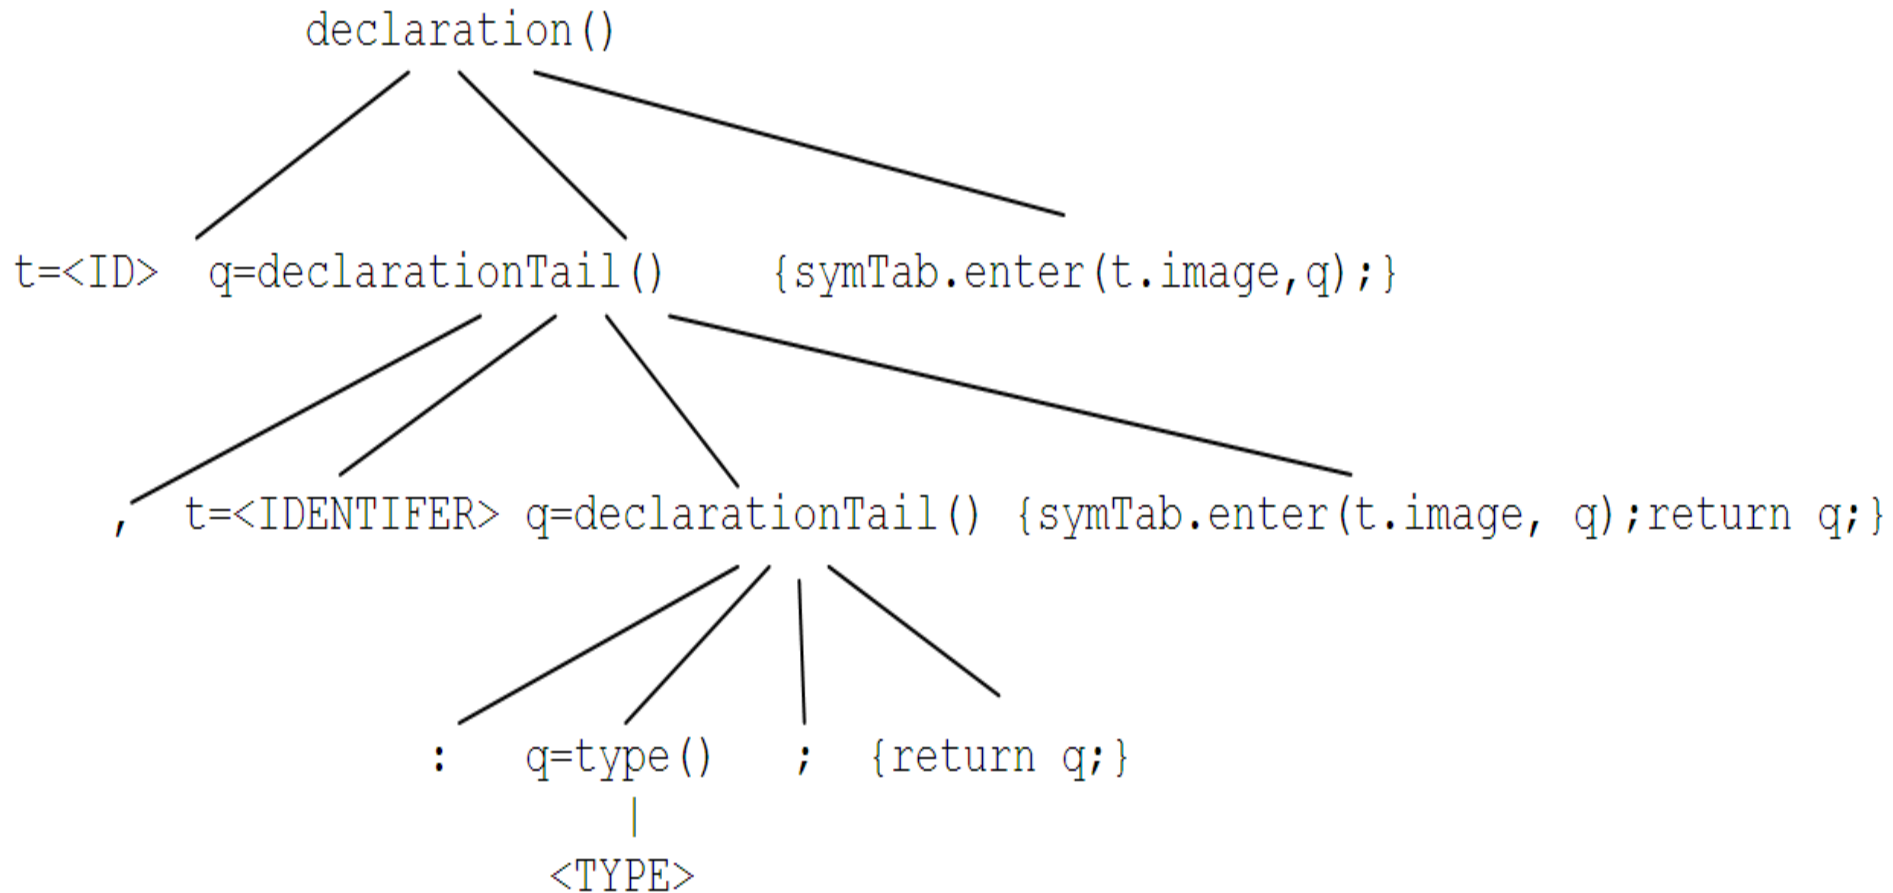 declaration()
t=<ID> q=declarationTail() {symTab.enter(t.image,q);}
, t=<IDENTIFER> q=declarationTail() {symTab.enter(t.image, q);return q;}
: q=type() ; {return q;}
|
<TYPE>